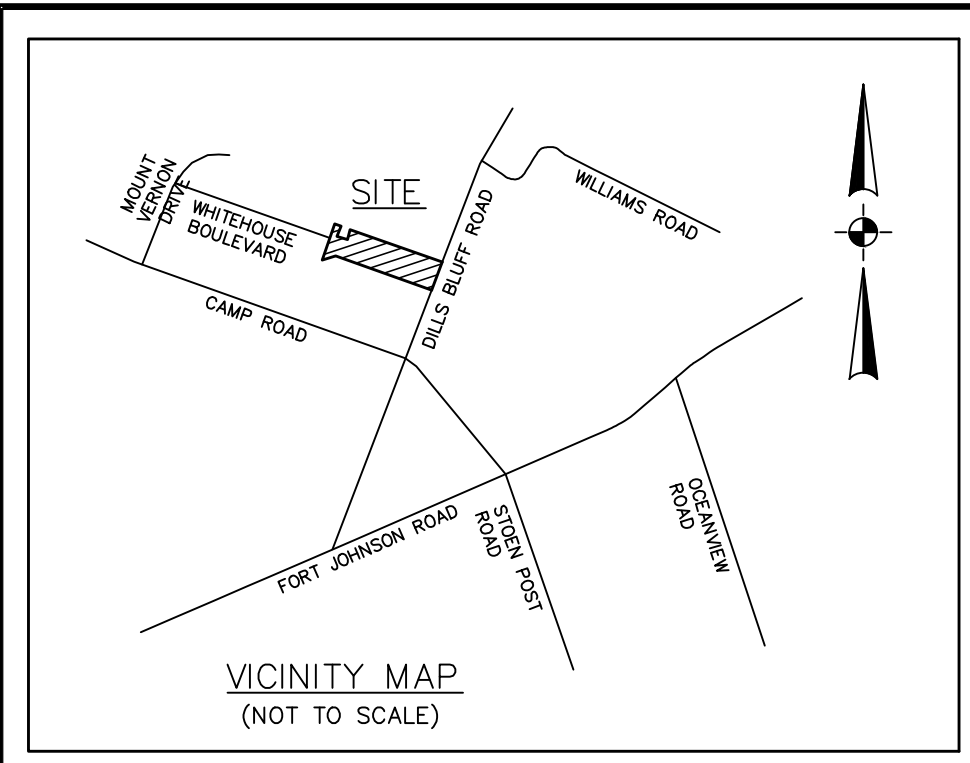 MOUNT
VERNON
DRIVE
WHITEHOUSE
BOULEVARD
SITE
DILLS BLUFF ROAD
WILLIAMS ROAD
CAMP ROAD
FORT JOHNSON ROAD
STOEN POST
ROAD
OCEANVIEW
ROAD
VICINITY MAP
(NOT TO SCALE)